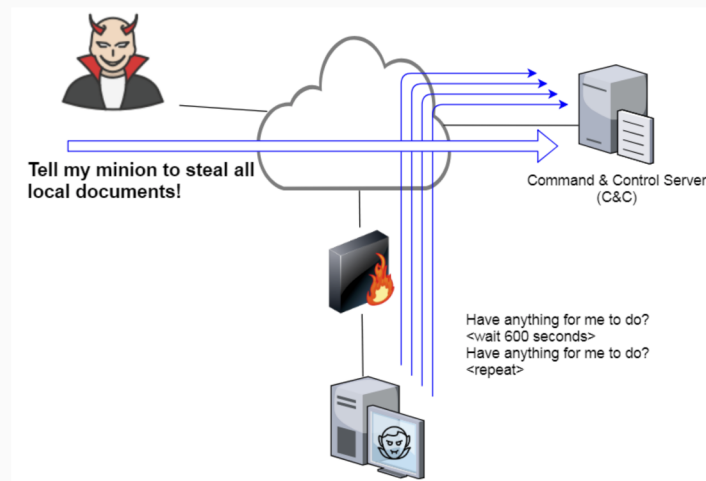 Tell my minion to steal all
local documents!
Command & Control Server
(C&C)
Have anything for me to do?
<wait 600 seconds>
Have anything for me to do?
<repeat>